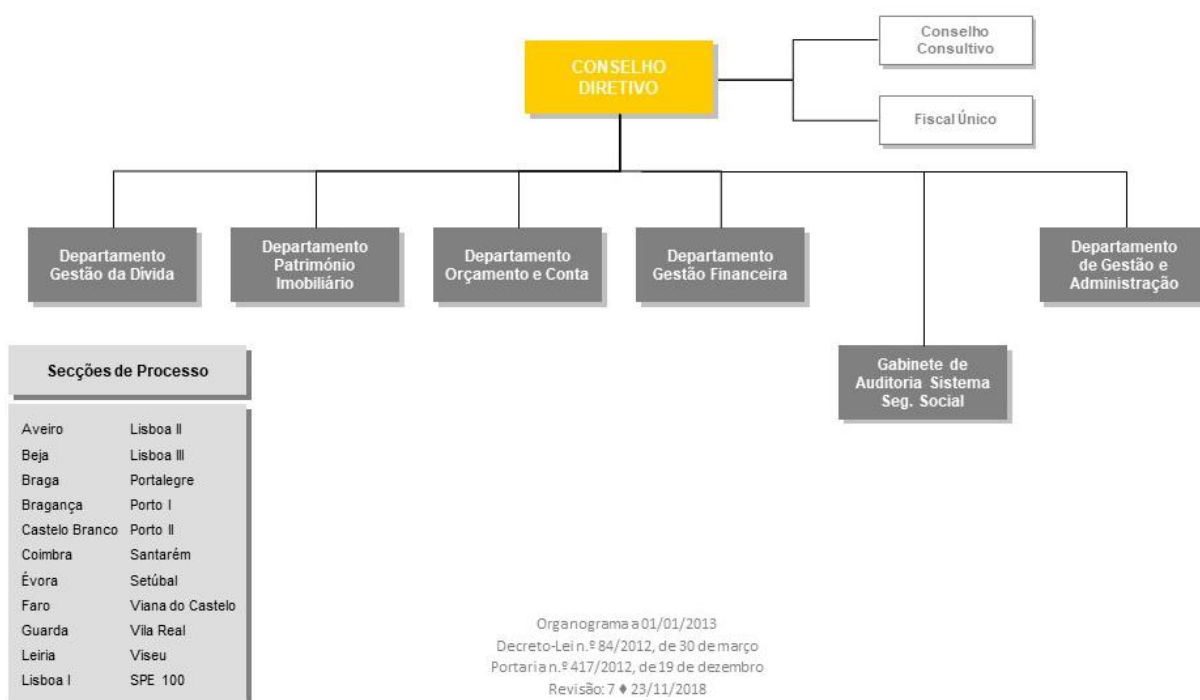 CONSELHO
DIRETIVO
Conselho
Consultivo
Fiscal Único
Departamento
Gestão da Dívida
Departamento
Património
Imobiliário
Departamento
Orçamento e Conta
Departamento
Gestão Financeira
Departamento
de Gestão e
Administração
Gabinete de
Auditoria Sistema
Seg. Social
Secções de Processo
Aveiro Lisboa II
Beja Lisboa III
Braga Portalegre
Bragança Porto I
Castelo Branco Porto II
Coimbra Santarém
Évora Setúbal
Faro Viana do Castelo
Guarda Vila Real
Leiria Viseu
Lisboa I SPE 100
Organograma a 01/01/2013
Decreto-Lei n.º 84/2012, de 30 de março
Portaria n.º 417/2012, de 19 de dezembro
Revisão: 7 ♦ 23/11/2018